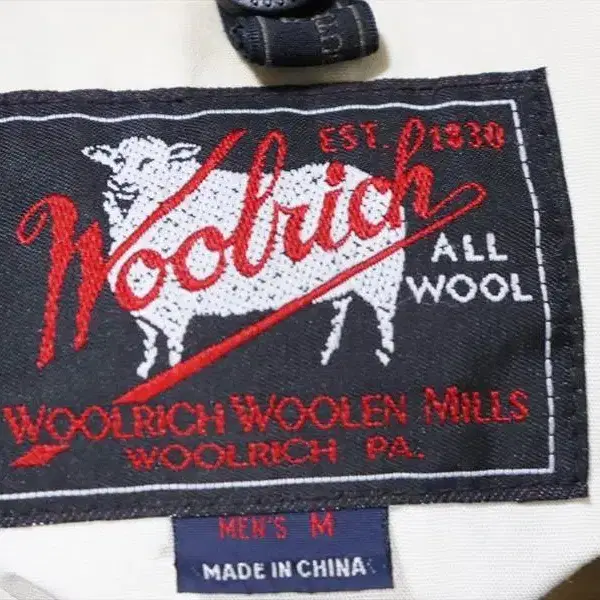 EST. 1830
Woolrich
ALL
WOOL
WOOLRICH WOOLEN MILLS
WOOLRICH PA.
MEN'S M
MADE IN CHINA